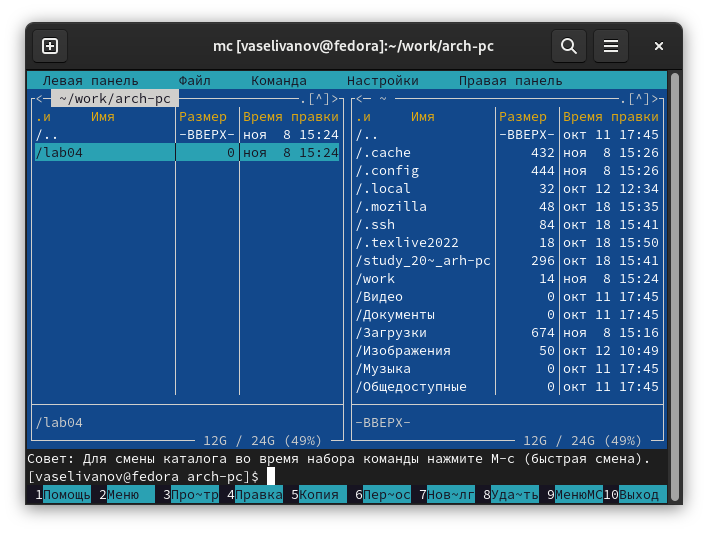 mc [vaselivanov@fedora]:~/work/arch-pc
Левая панель Файл Команда Настройки Правая панель
<─ ~/work/arch-pc .[^]> <─ ~ .[^]>
.и Имя Размер Время правки .и Имя Размер Время правки
/.. -ВВЕРХ- ноя 8 15:24 /.. -ВВЕРХ- окт 11 17:45
/lab04 0 ноя 8 15:24 /.cache 432 ноя 8 15:26
/.config 444 ноя 8 15:26
/.local 32 окт 12 12:34
/.mozilla 48 окт 18 15:35
/.ssh 84 окт 18 15:41
/.texlive2022 18 окт 18 15:50
/study_20~_arh-pc 296 окт 18 15:41
/work 14 ноя 8 15:24
/Видео 0 окт 11 17:45
/Документы 0 окт 11 17:45
/Загрузки 674 ноя 8 15:16
/Изображения 50 окт 12 10:49
/Музыка 0 окт 11 17:45
/Общедоступные 0 окт 11 17:45
/lab04 -ВВЕРХ-
12G / 24G (49%) 12G / 24G (49%)
Совет: Для смены каталога во время набора команды нажмите M-c (быстрая смена).
[vaselivanov@fedora arch-pc]$
1Помощь 2Меню 3Про~тр 4Правка 5Копия 6Пер~ос 7Нов~лг 8Уда~ть 9МенюMC 10Выход